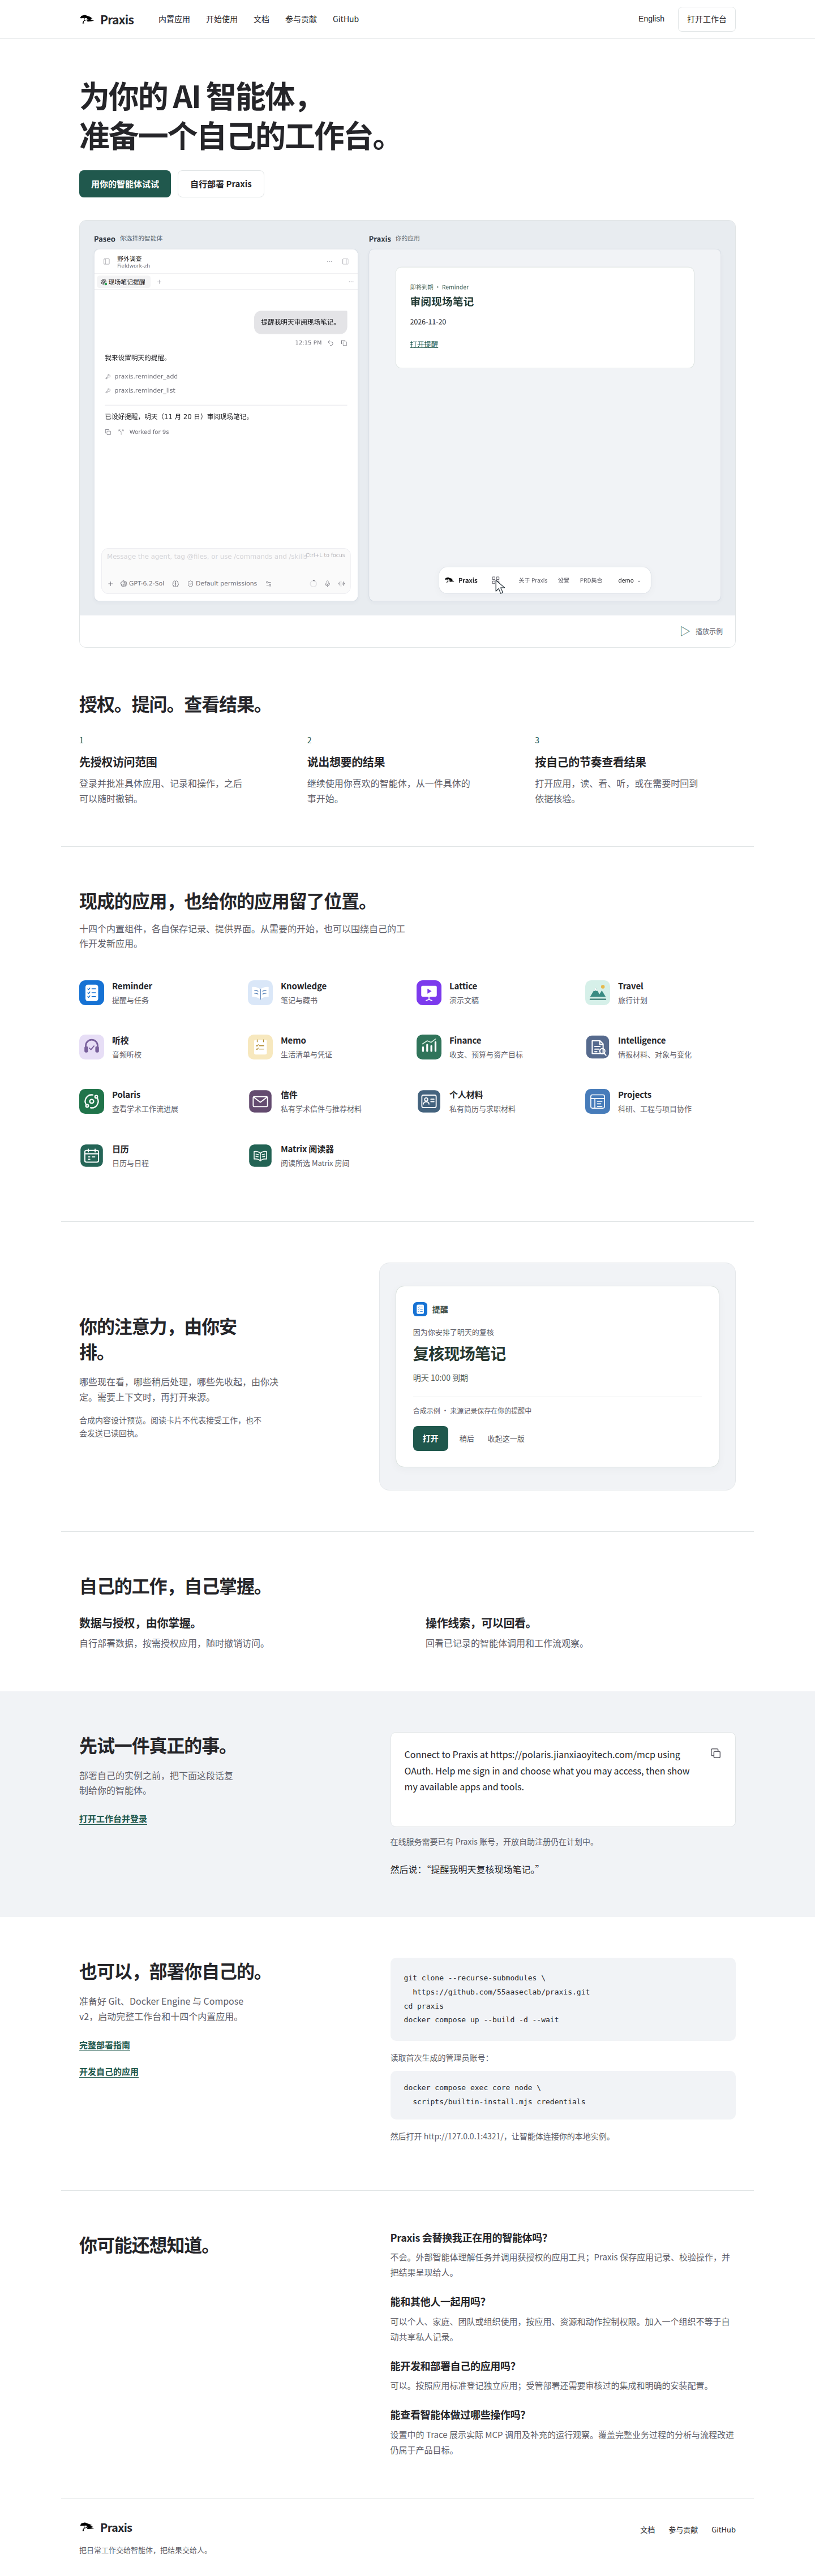 Praxis
内置应用
开始使用
文档
参与贡献
GitHub
English
打开工作台
为你的 AI 智能体，
准备一个自己的工作台。
用你的智能体试试
自行部署 Praxis
Paseo 你选择的智能体
野外调查
Fieldwork-zh
现场笔记提醒
提醒我明天审阅现场笔记。
12:15 PM
我来设置明天的提醒。
praxis.reminder_add
praxis.reminder_list
已设好提醒，明天（11 月 20 日）审阅现场笔记。
Worked for 9s
Message the agent, tag @files, or use /commands and /skills
Ctrl+L to focus
GPT-6.2-Sol
Default permissions
Praxis 你的应用
即将到期 · Reminder
审阅现场笔记
2026-11-20
打开提醒
Praxis
关于 Praxis
设置
PRD集合
demo
播放示例
授权。提问。查看结果。
1
先授权访问范围
登录并批准具体应用、记录和操作，之后
可以随时撤销。
2
说出想要的结果
继续使用你喜欢的智能体，从一件具体的
事开始。
3
按自己的节奏查看结果
打开应用，读、看、听，或在需要时回到
依据核验。
现成的应用，也给你的应用留了位置。
十四个内置组件，各自保存记录、提供界面。从需要的开始，也可以围绕自己的工
作开发新应用。
Reminder
提醒与任务
Knowledge
笔记与藏书
Lattice
演示文稿
Travel
旅行计划
听校
音频听校
Memo
生活清单与凭证
Finance
收支、预算与资产目标
Intelligence
情报材料、对象与变化
Polaris
查看学术工作流进展
信件
私有学术信件与推荐材料
个人材料
私有简历与求职材料
Projects
科研、工程与项目协作
日历
日历与日程
Matrix 阅读器
阅读所选 Matrix 房间
你的注意力，由你安
排。
哪些现在看，哪些稍后处理，哪些先收起，由你决
定。需要上下文时，再打开来源。
合成内容设计预览。阅读卡片不代表接受工作，也不
会发送已读回执。
提醒
因为你安排了明天的复核
复核现场笔记
明天 10:00 到期
合成示例 · 来源记录保存在你的提醒中
打开
稍后
收起这一版
自己的工作，自己掌握。
数据与授权，由你掌握。
自行部署数据，按需授权应用，随时撤销访问。
操作线索，可以回看。
回看已记录的智能体调用和工作流观察。
先试一件真正的事。
部署自己的实例之前，把下面这段话复
制给你的智能体。
打开工作台并登录
Connect to Praxis at https://polaris.jianxiaoyitech.com/mcp using
OAuth. Help me sign in and choose what you may access, then show
my available apps and tools.
在线服务需要已有 Praxis 账号，开放自助注册仍在计划中。
然后说：“提醒我明天复核现场笔记。”
也可以，部署你自己的。
准备好 Git、Docker Engine 与 Compose
v2，启动完整工作台和十四个内置应用。
完整部署指南
开发自己的应用
git clone --recurse-submodules \
https://github.com/55aaseclab/praxis.git
cd praxis
docker compose up --build -d --wait
读取首次生成的管理员账号：
docker compose exec core node \
scripts/builtin-install.mjs credentials
然后打开 http://127.0.0.1:4321/，让智能体连接你的本地实例。
你可能还想知道。
Praxis 会替换我正在用的智能体吗？
不会。外部智能体理解任务并调用获授权的应用工具；Praxis 保存应用记录、校验操作，并
把结果呈现给人。
能和其他人一起用吗？
可以个人、家庭、团队或组织使用，按应用、资源和动作控制权限。加入一个组织不等于自
动共享私人记录。
能开发和部署自己的应用吗？
可以。按照应用标准登记独立应用；受管部署还需要审核过的集成和明确的安装配置。
能查看智能体做过哪些操作吗？
设置中的 Trace 展示实际 MCP 调用及补充的运行观察。覆盖完整业务过程的分析与流程改进
仍属于产品目标。
Praxis
把日常工作交给智能体，把结果交给人。
文档
参与贡献
GitHub